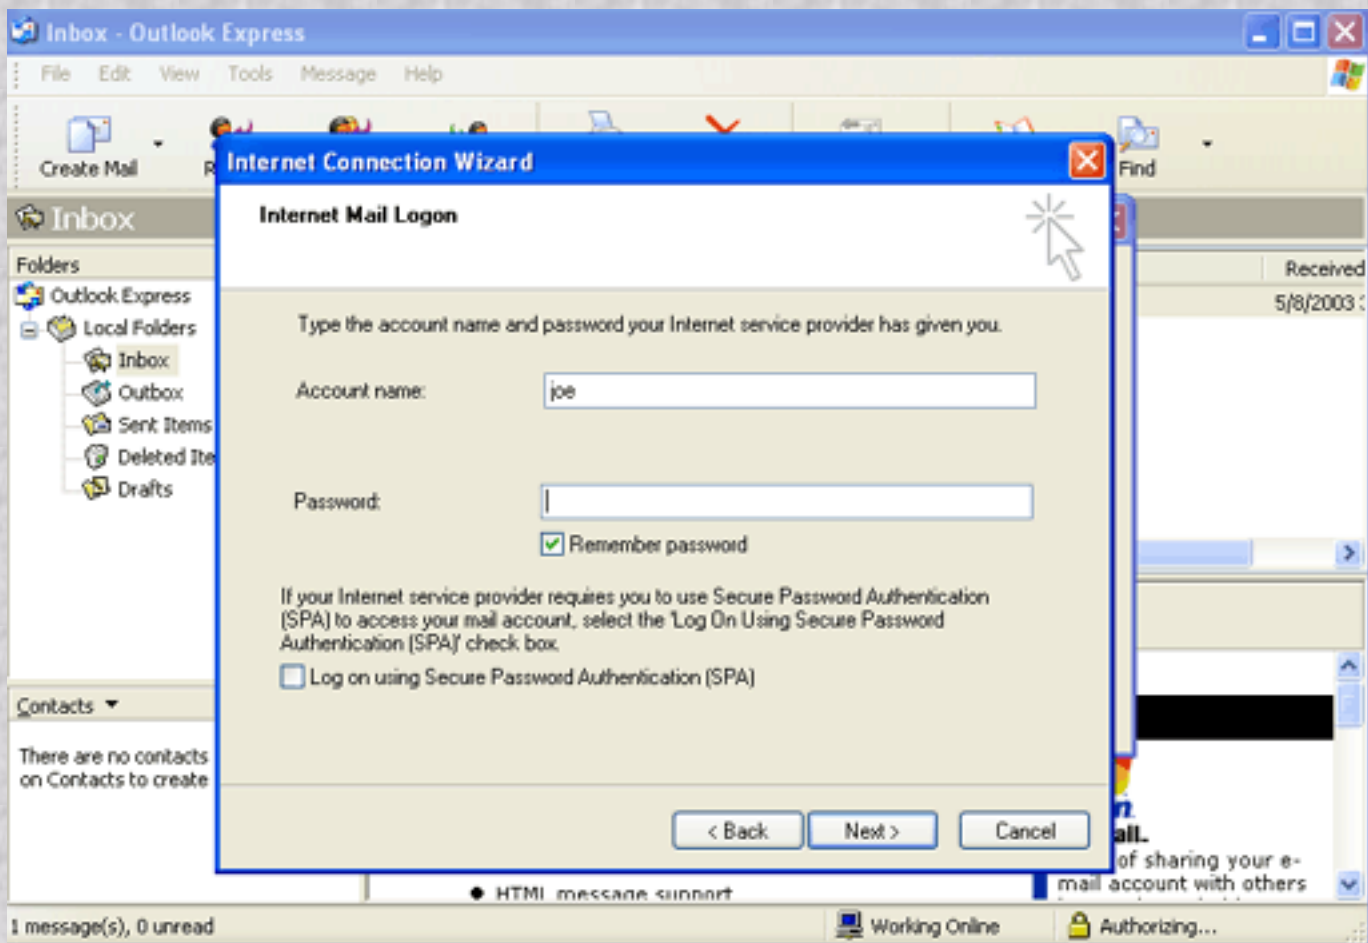 Inbox - Outlook Express
File Edit View Tools Message Help
Create Mail
Find
Internet Connection Wizard
Internet Mail Logon
Inbox
Folders
Received
Outlook Express
5/8/2003
Local Folders
Inbox
Outbox
Sent Items
Deleted Ite
Drafts
Type the account name and password your Internet service provider has given you.
Account name: joe
Password:
Remember password
If your Internet service provider requires you to use Secure Password Authentication
(SPA) to access your mail account, select the 'Log On Using Secure Password
Authentication (SPA)' check box.
Log on using Secure Password Authentication (SPA)
Contacts
There are no contacts
on Contacts to create
< Back Next > Cancel
all.
of sharing your e-
mail account with others
HTML message support
1 message(s), 0 unread
Working Online
Authorizing...